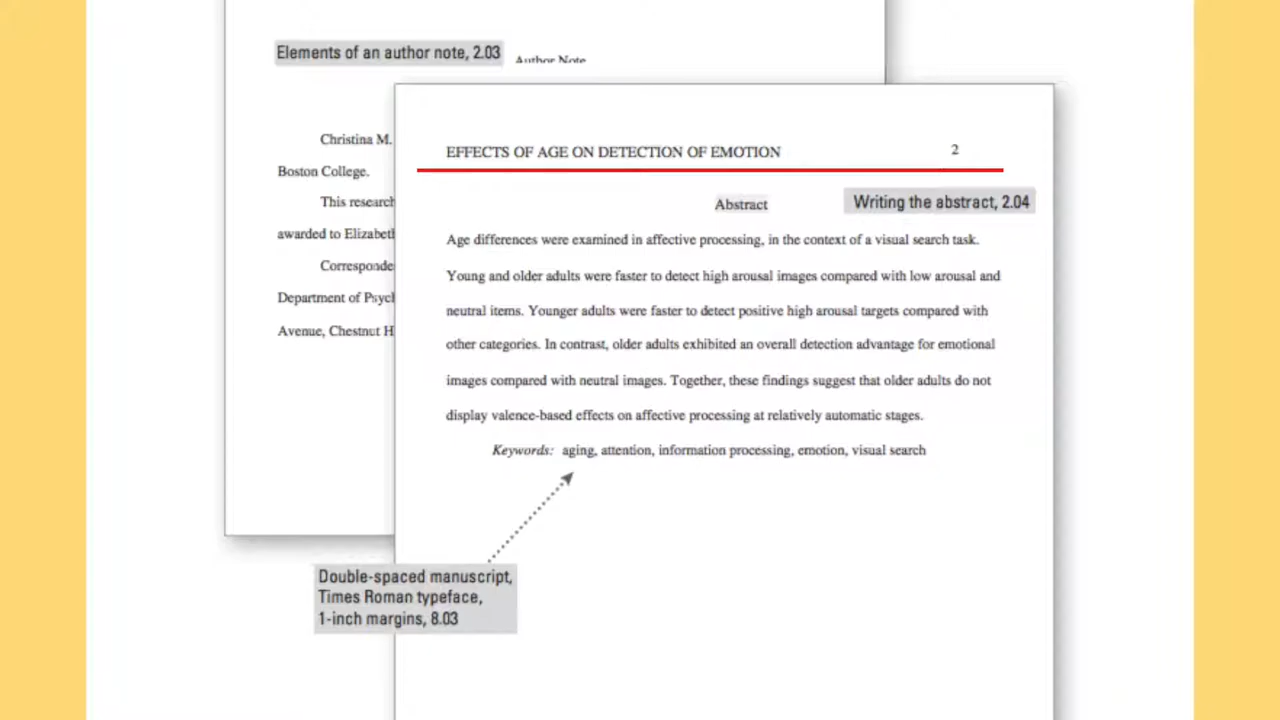 Elements of an author note, 2.03
Author Note
Christina M.
Boston College.
This research
awarded to Elizabeth
Corresponde
Department of Psych
Avenue, Chestnut H
EFFECTS OF AGE ON DETECTION OF EMOTION 2
Abstract
Writing the abstract, 2.04
Age differences were examined in affective processing, in the context of a visual search task.
Young and older adults were faster to detect high arousal images compared with low arousal and
neutral items. Younger adults were faster to detect positive high arousal targets compared with
other categories. In contrast, older adults exhibited an overall detection advantage for emotional
images compared with neutral images. Together, these findings suggest that older adults do not
display valence-based effects on affective processing at relatively automatic stages.
Keywords: aging, attention, information processing, emotion, visual search
Double-spaced manuscript,
Times Roman typeface,
1-inch margins, 8.03